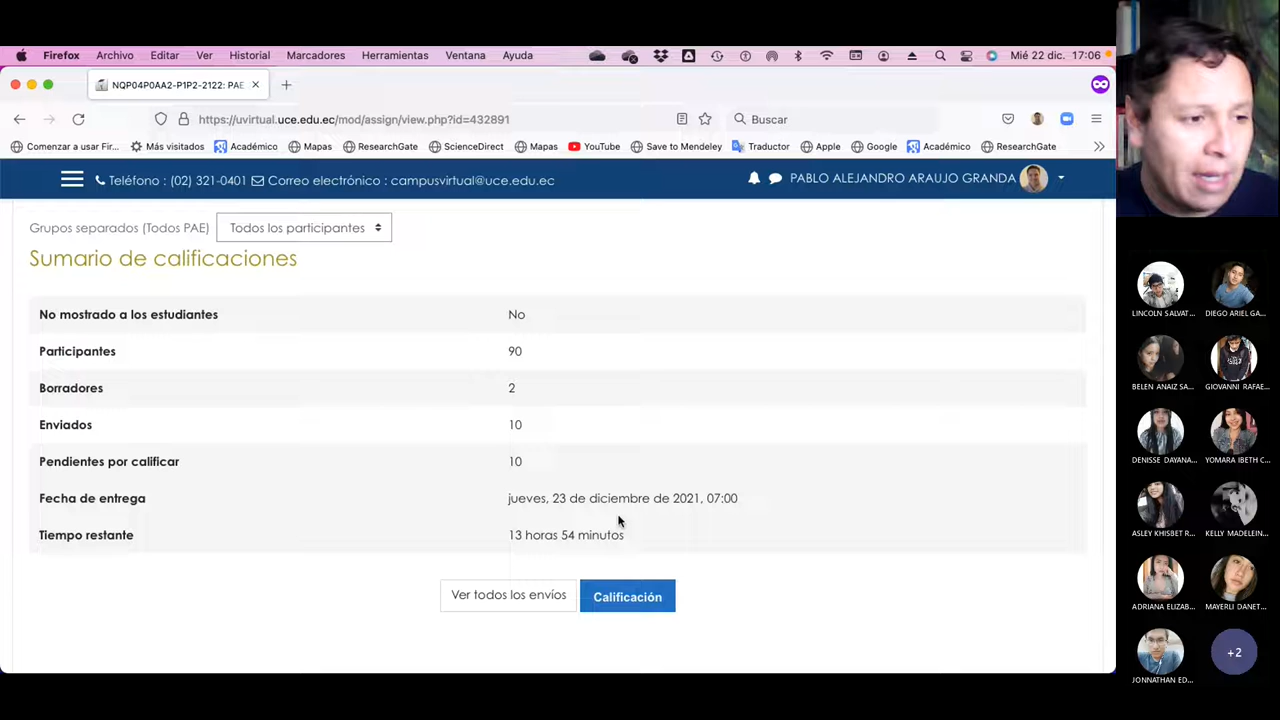 Firefox Archivo Editar Ver Historial Marcadores Herramientas Ventana Ayuda Mié 22 dic. 17:06
NQP04P0AA2-P1P2-2122: PAE
https://uvirtual.uce.edu.ec/mod/assign/view.php?id=432891 Buscar
Comenzar a usar Fir... Más visitados Académico Mapas ResearchGate ScienceDirect Mapas YouTube Save to Mendeley Traductor Apple Google Académico ResearchGate
Teléfono : (02) 321-0401 Correo electrónico : campusvirtual@uce.edu.ec PABLO ALEJANDRO ARAUJO GRANDA
Grupos separados (Todos PAE) Todos los participantes
Sumario de calificaciones
No mostrado a los estudiantes No
Participantes 90
Borradores 2
Enviados 10
Pendientes por calificar 10
Fecha de entrega jueves, 23 de diciembre de 2021, 07:00
Tiempo restante 13 horas 54 minutos
Ver todos los envíos Calificación
LINCOLN SALVAT... DIEGO ARIEL GA...
BELEN ANAIZ SA... GIOVANNI RAFAE...
DENISSE DAYANA... YOMARA IBETH C...
ASLEY KHISBET R... KELLY MADELEIN...
ADRIANA ELIZAB... MAYERLI DANET...
JONNATHAN ED... +2